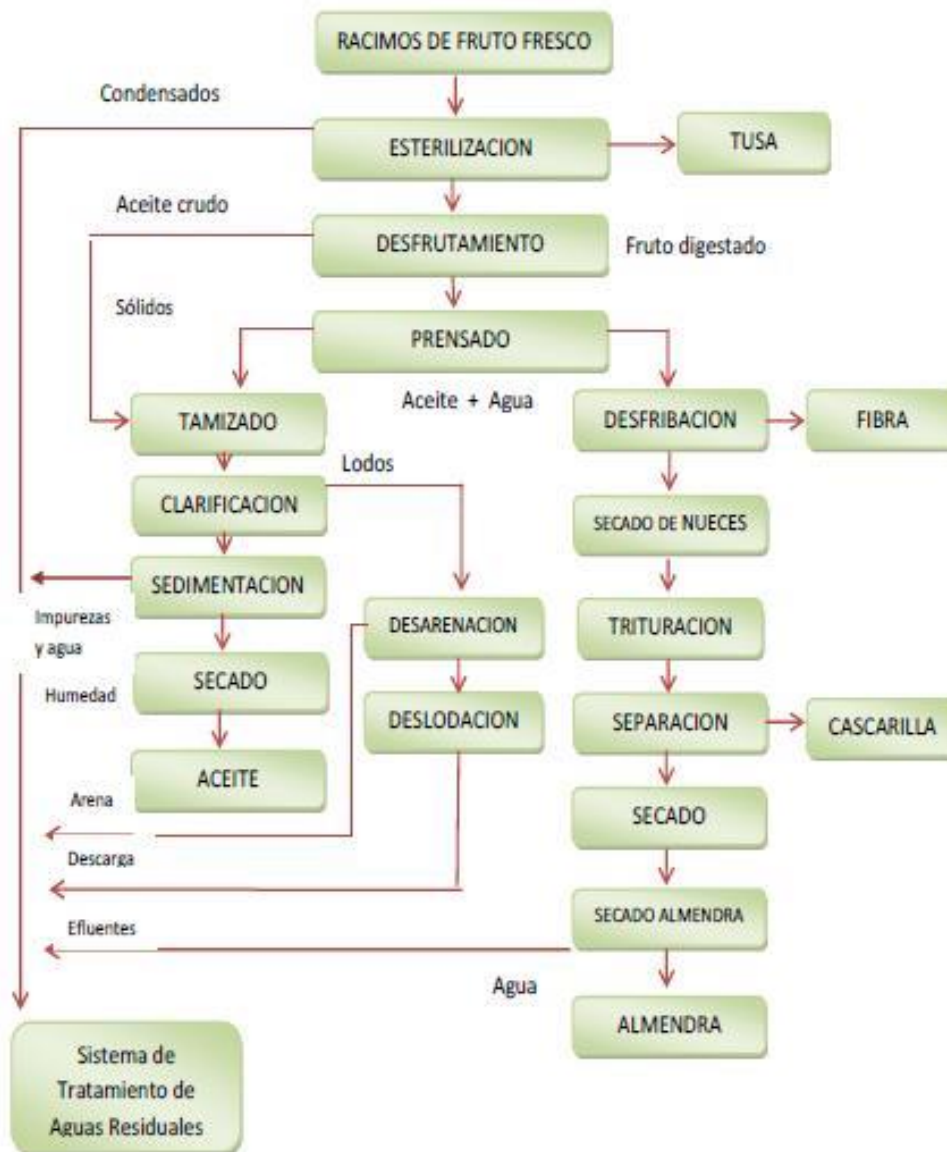 RACIMOS DE FRUTO FRESCO
Condensados
ESTERILIZACION
TUSA
Aceite crudo
DESFRUTAMIENTO
Fruto digestado
Sólidos
PRENSADO
Aceite + Agua
TAMIZADO
DESFRIBACION
FIBRA
Lodos
CLARIFICACION
SECADO DE NUECES
SEDIMENTACION
Impurezas
y agua
DESARENACION
TRITURACION
Humedad
SECADO
DESLODACION
SEPARACION
CASCARILLA
ACEITE
Arena
SECADO
Descarga
SECADO ALMENDRA
Efluentes
Agua
ALMENDRA
Sistema de
Tratamiento de
Aguas Residuales